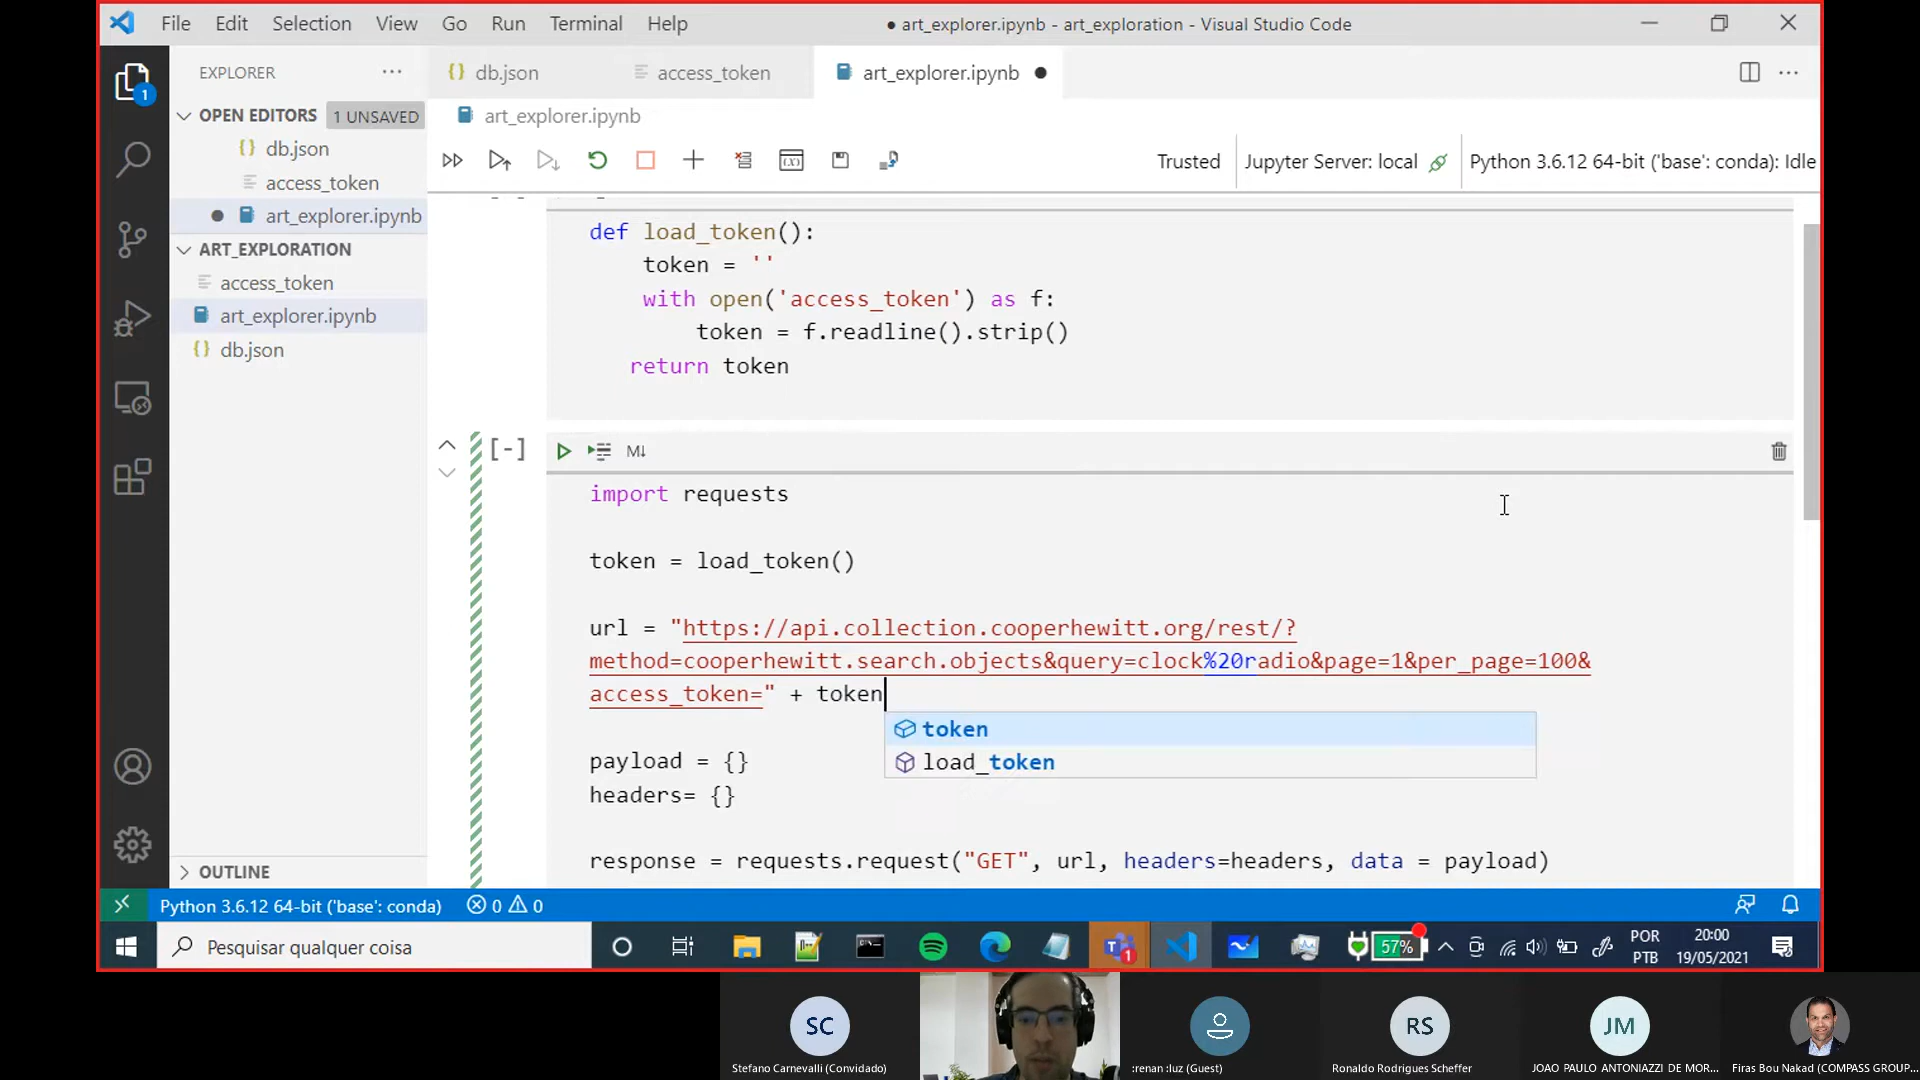 File Edit Selection View Go Run Terminal Help
● art_explorer.ipynb - art_exploration - Visual Studio Code
EXPLORER
db.json
access_token
art_explorer.ipynb
1
OPEN EDITORS
1 UNSAVED
art_explorer.ipynb
db.json
access_token
art_explorer.ipynb
ART_EXPLORATION
access_token
art_explorer.ipynb
db.json
OUTLINE
Trusted
Jupyter Server: local
Python 3.6.12 64-bit ('base': conda): Idle
def load_token():
token = ''
with open('access_token') as f:
token = f.readline().strip()
return token
[-]
M↓
import requests
token = load_token()
url = "https://api.collection.cooperhewitt.org/rest/?
method=cooperhewitt.search.objects&query=clock%20radio&page=1&per_page=100&
access_token=" + token
token
load_token
payload = {}
headers= {}
response = requests.request("GET", url, headers=headers, data = payload)
Python 3.6.12 64-bit ('base': conda)
0
0
Pesquisar qualquer coisa
1
57%
POR
PTB
20:00
19/05/2021
SC
RS
JM
Stefano Carnevalli (Convidado)
:renan :luz (Guest)
Ronaldo Rodrigues Scheffer
JOAO PAULO ANTONIAZZI DE MOR...
Firas Bou Nakad (COMPASS GROUP...